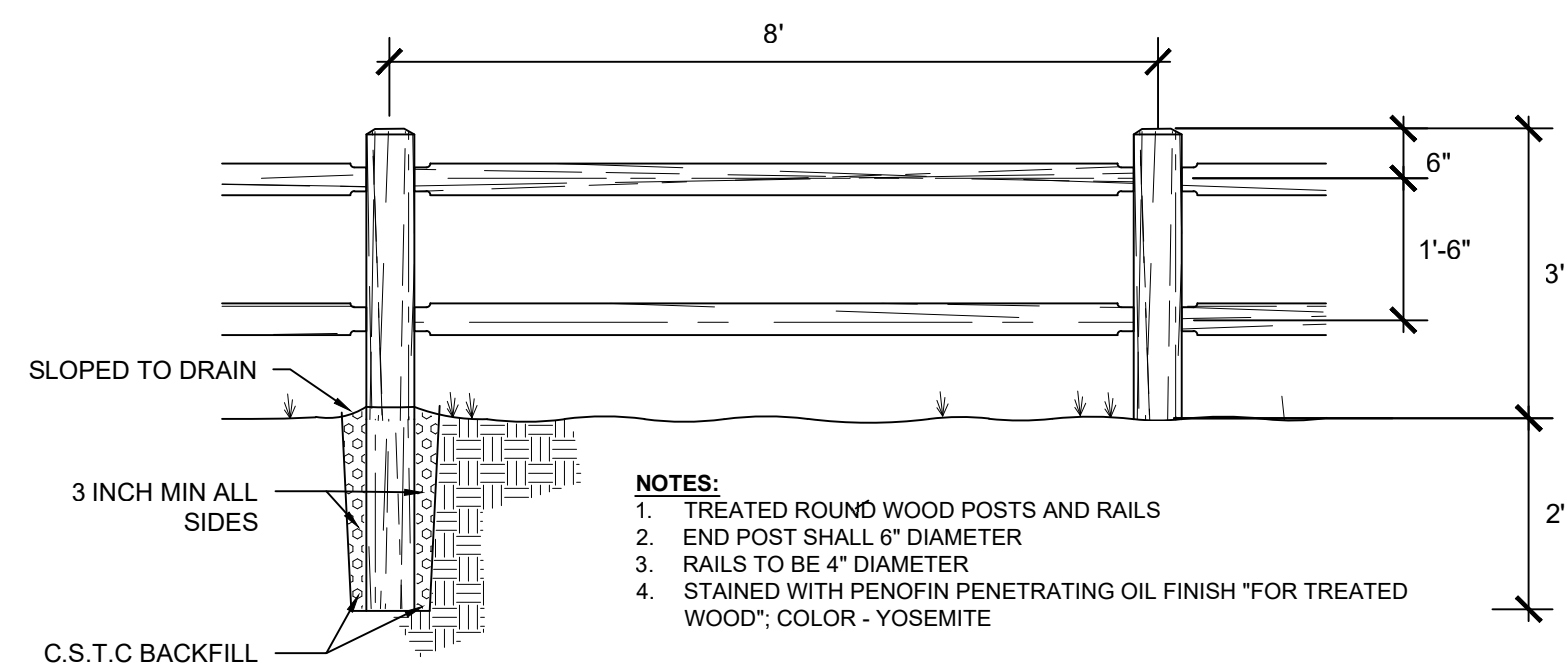 8'
6"
1'-6"
3'
SLOPED TO DRAIN
3 INCH MIN ALL
SIDES
2'
C.S.T.C BACKFILL
NOTES:
1. TREATED ROUND WOOD POSTS AND RAILS
2. END POST SHALL 6" DIAMETER
3. RAILS TO BE 4" DIAMETER
4. STAINED WITH PENOFIN PENETRATING OIL FINISH "FOR TREATED
WOOD"; COLOR - YOSEMITE